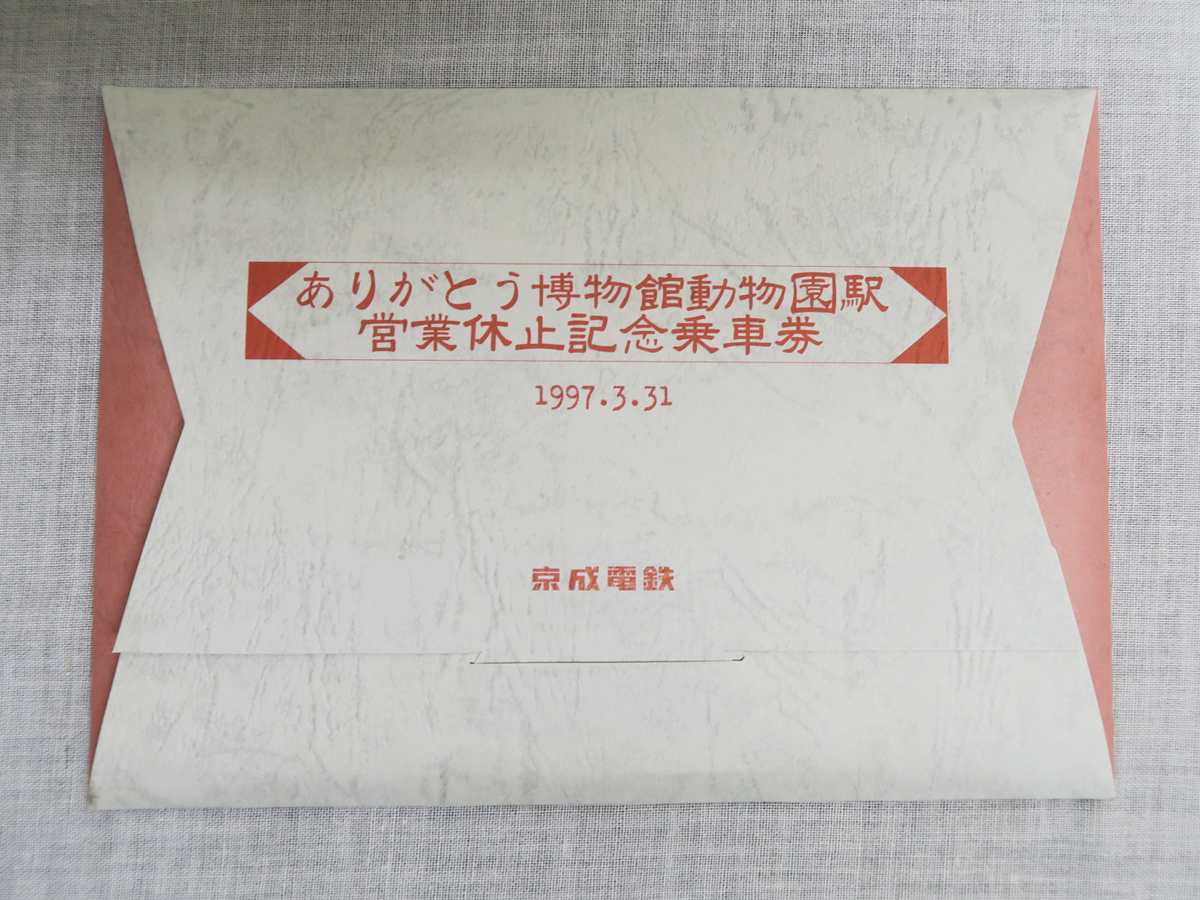 ありがとう博物館動物園駅
営業休止記念乗車券
1997.3.31
京成電鉄